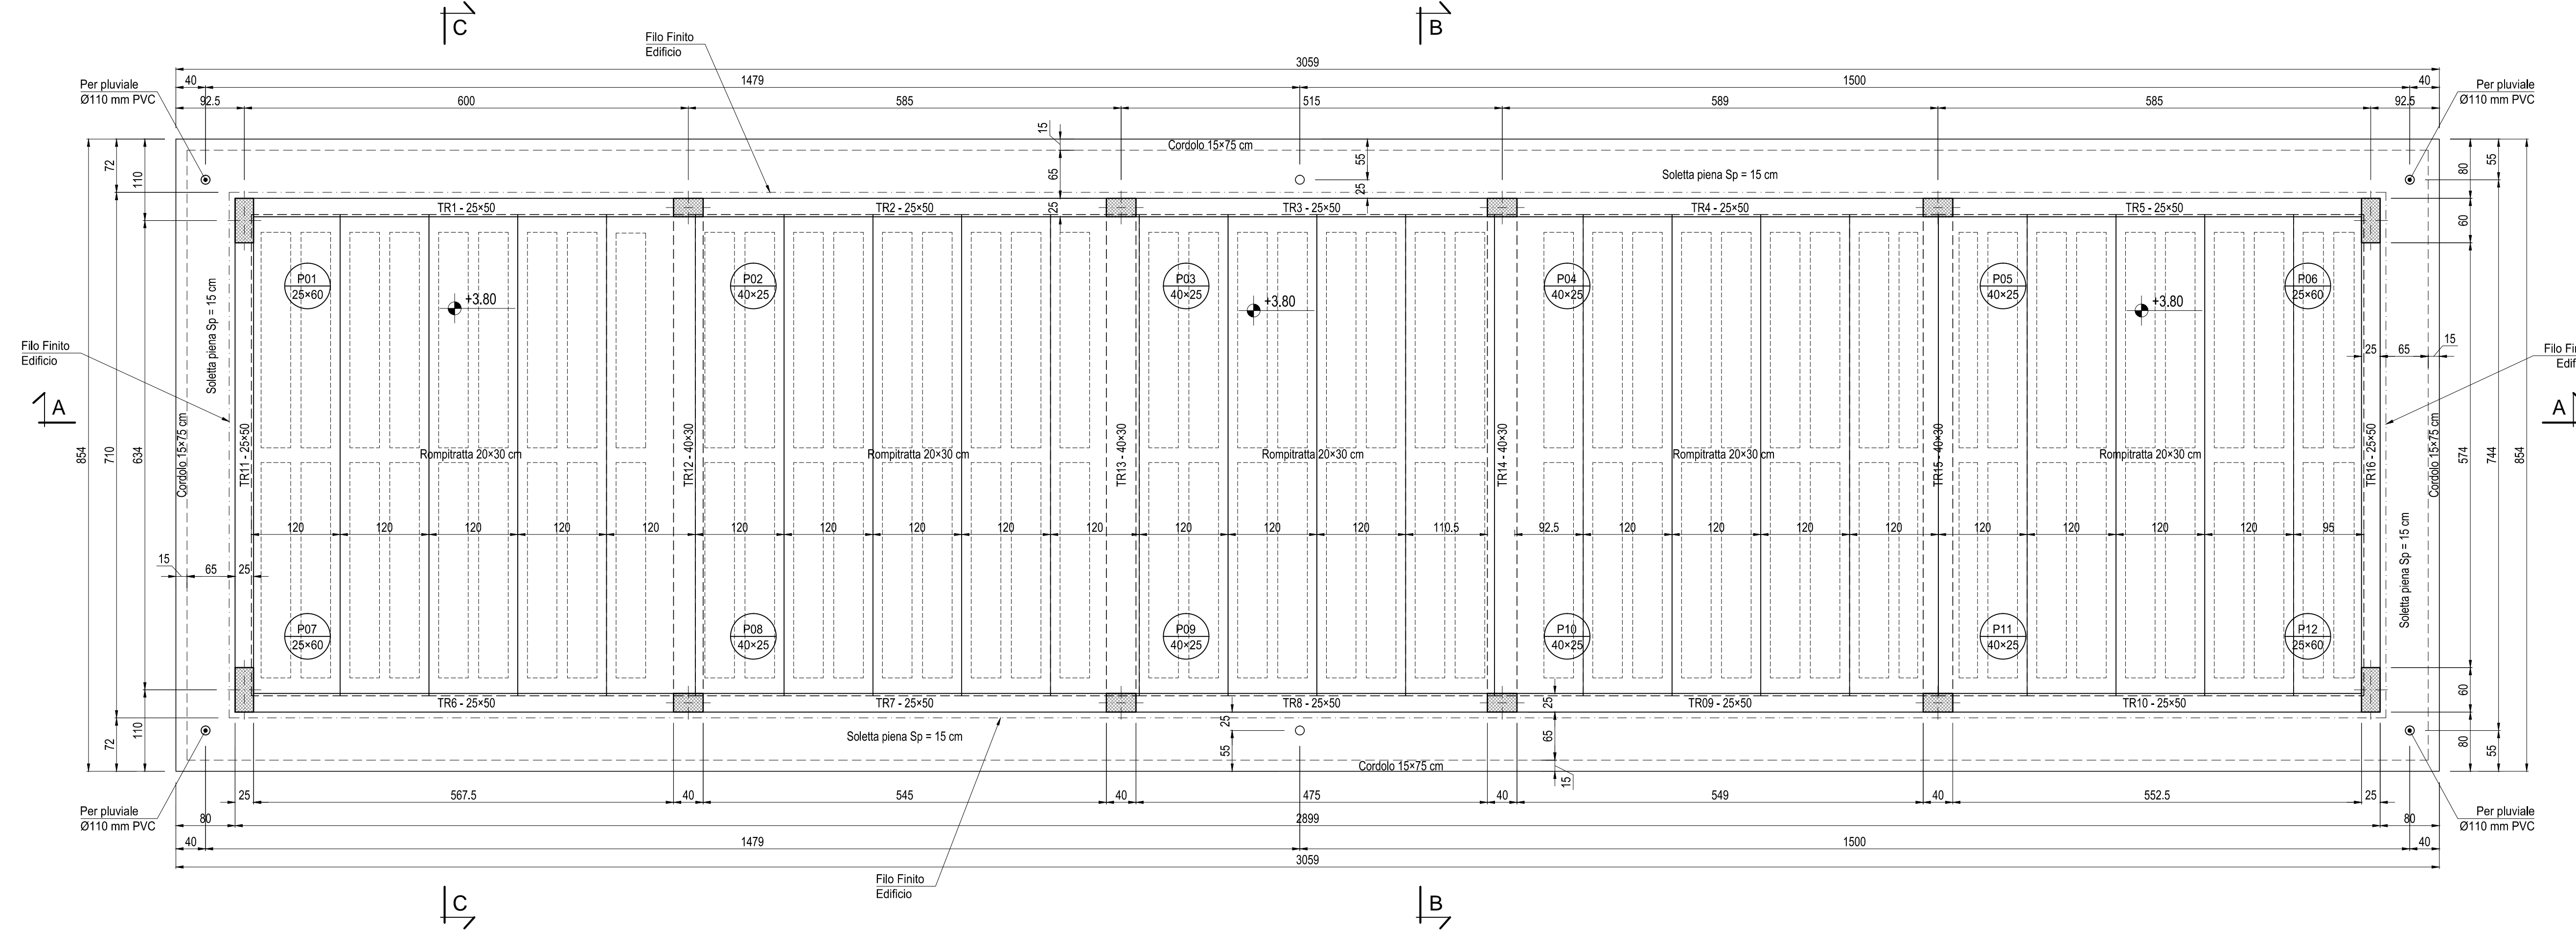 C
B
Filo Finito
Edificio
3059
40
1479
1500
40
Per pluviale
Ø110 mm PVC
Per pluviale
Ø110 mm PVC
92.5
600
585
515
589
585
92.5
15
Cordolo 15×75 cm
72
110
65
55
80
55
Soletta piena Sp = 15 cm
25
25
TR1 - 25×50
TR2 - 25×50
TR3 - 25×50
TR4 - 25×50
TR5 - 25×50
60
P01
25×60
P02
40×25
P03
40×25
P04
40×25
P05
40×25
P06
25×60
+3.80
+3.80
+3.80
Soletta piena Sp = 15 cm
Filo Finito
Edificio
15
25
65
Filo Fin
Edif
A
A
854
710
634
Cordolo 15×75 cm
TR11 - 25×50
Rompitratta 20×30 cm
TR12 - 40×30
Rompitratta 20×30 cm
TR13 - 40×30
Rompitratta 20×30 cm
TR14 - 40×30
Rompitratta 20×30 cm
TR15 - 40×30
Rompitratta 20×30 cm
TR16 - 25×50
Cordolo 15×75 cm
574
744
854
120
120
120
120
120
120
120
120
120
120
120
120
120
110.5
92.5
120
120
120
120
120
120
120
120
95
15
65
25
Soletta piena Sp = 15 cm
P07
25×60
P08
40×25
P09
40×25
P10
40×25
P11
40×25
P12
25×60
TR6 - 25×50
TR7 - 25×50
TR8 - 25×50
TR09 - 25×50
TR10 - 25×50
25
60
72
110
Soletta piena Sp = 15 cm
25
55
65
80
55
Cordolo 15×75 cm
15
25
567.5
40
545
40
475
40
549
40
552.5
25
Per pluviale
Ø110 mm PVC
Per pluviale
Ø110 mm PVC
80
2899
80
40
1479
1500
40
3059
Filo Finito
Edificio
C
B